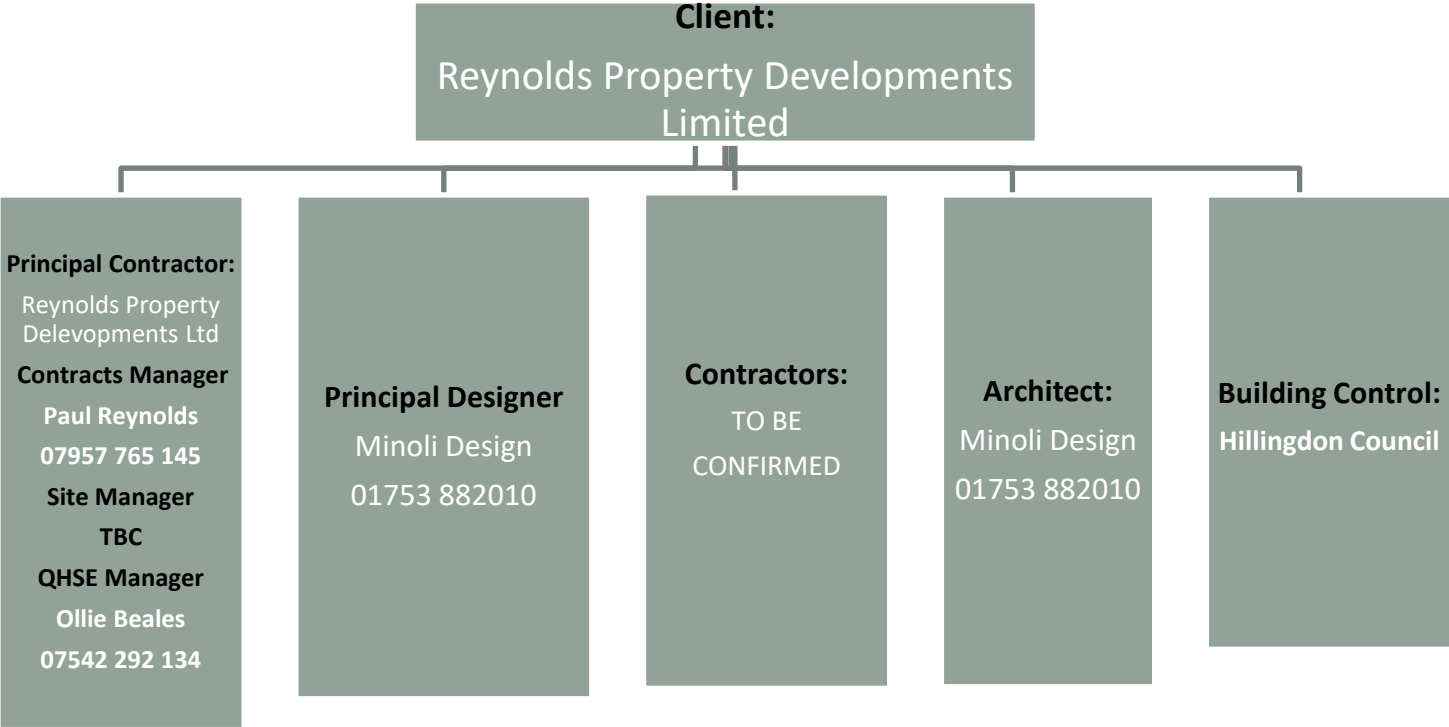 Client:
Reynolds Property Developments
Limited
Principal Contractor:
Reynolds Property
Delevopments Ltd
Contracts Manager
Paul Reynolds
07957 765 145
Site Manager
TBC
QHSE Manager
Ollie Beales
07542 292 134
Principal Designer
Minoli Design
01753 882010
Contractors:
TO BE
CONFIRMED
Architect:
Minoli Design
01753 882010
Building Control:
Hillingdon Council